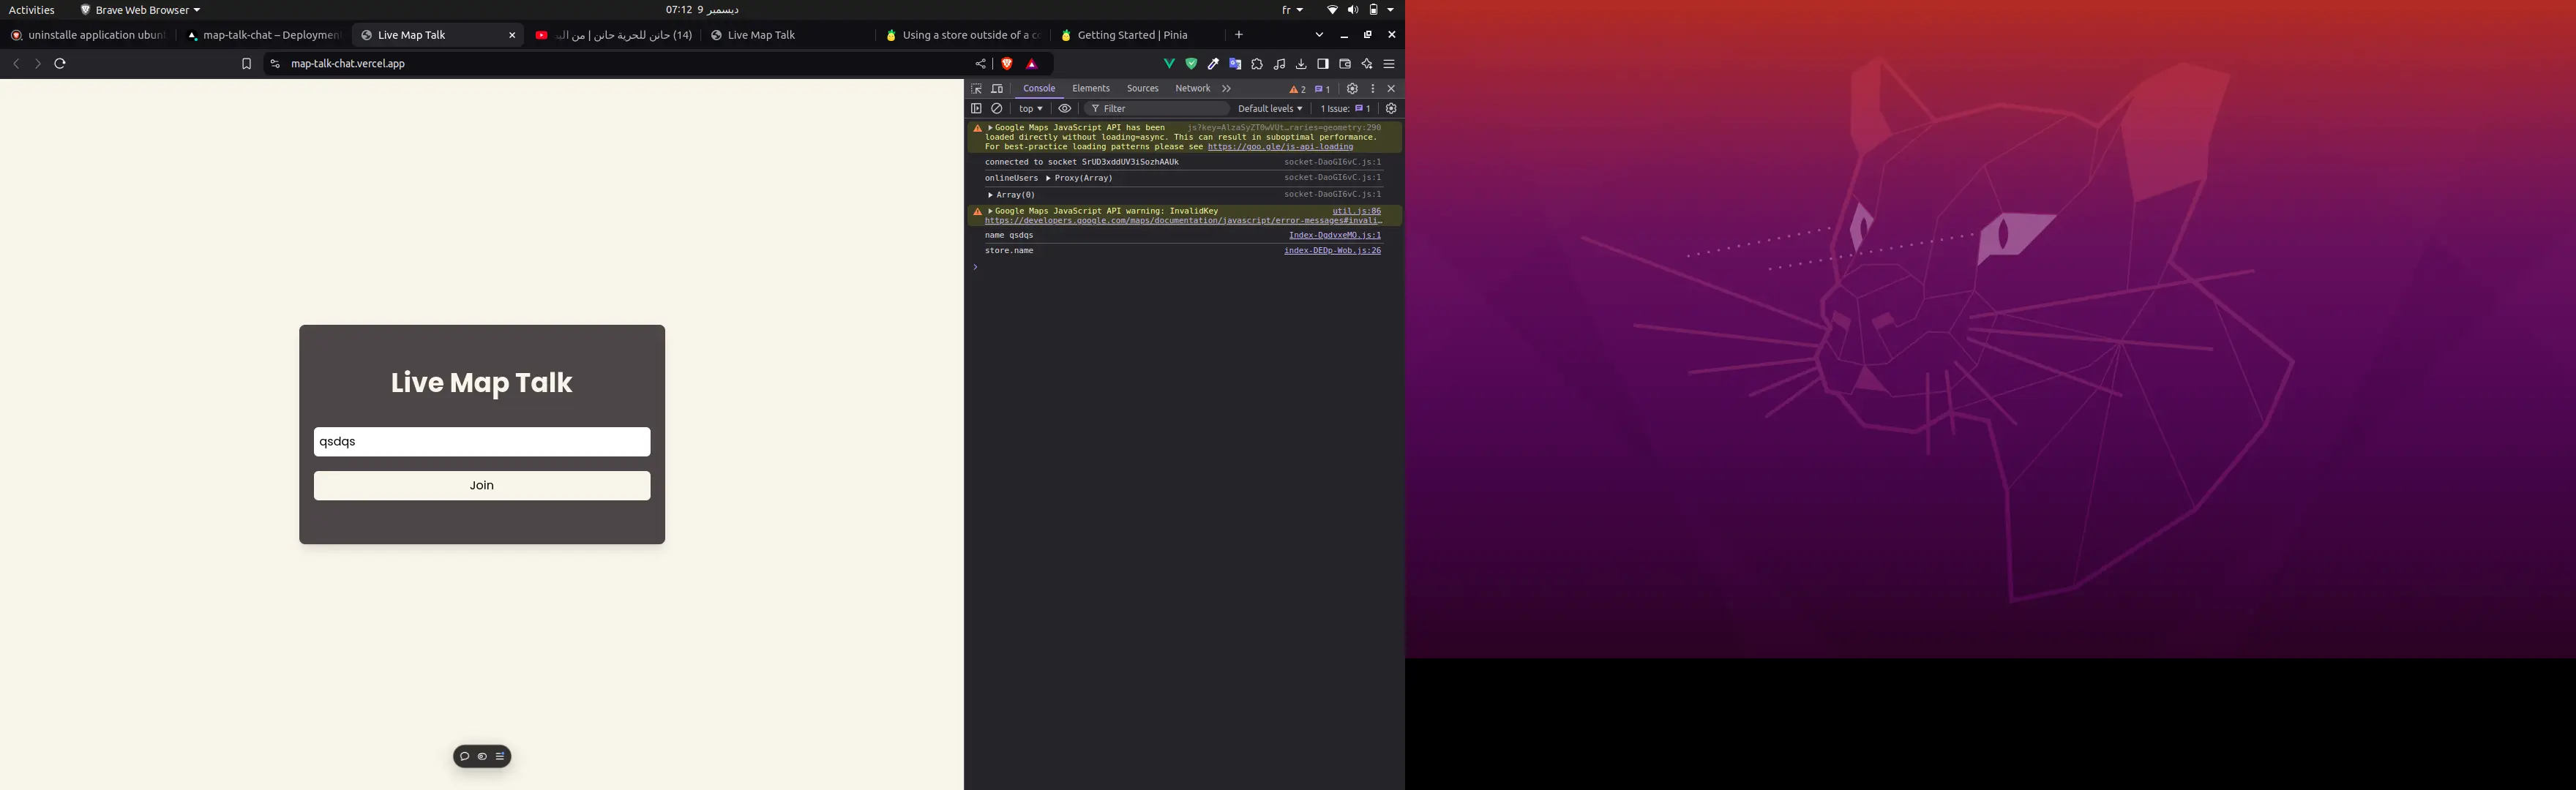 Activities
Brave Web Browser
07:12 9 ديسمبر
fr
uninstalle application ubun
map-talk-chat – Deploymen
Live Map Talk
(14) حانن للحرية حانن | من
Live Map Talk
Using a store outside of a co
Getting Started | Pinia
map-talk-chat.vercel.app
Live Map Talk
qsdqs
Join
Console
Elements
Sources
Network
2
1
top
Filter
Default levels
1 Issue:
1
Google Maps JavaScript API has been js?key=AlzaSyZT0wVUt…raries=geometry:290
loaded directly without loading=async. This can result in suboptimal performance.
For best-practice loading patterns please see https://goo.gle/js-api-loading
connected to socket SrUD3xddUV3iSozhAAUk socket-DaoGI6vC.js:1
onlineUsers Proxy(Array) socket-DaoGI6vC.js:1
Array(0) socket-DaoGI6vC.js:1
Google Maps JavaScript API warning: InvalidKey util.js:86
https://developers.google.com/maps/documentation/javascript/error-messages#invali…
name qsdqs Index-DgdvxeMO.js:1
store.name index-DEDp-Wob.js:26